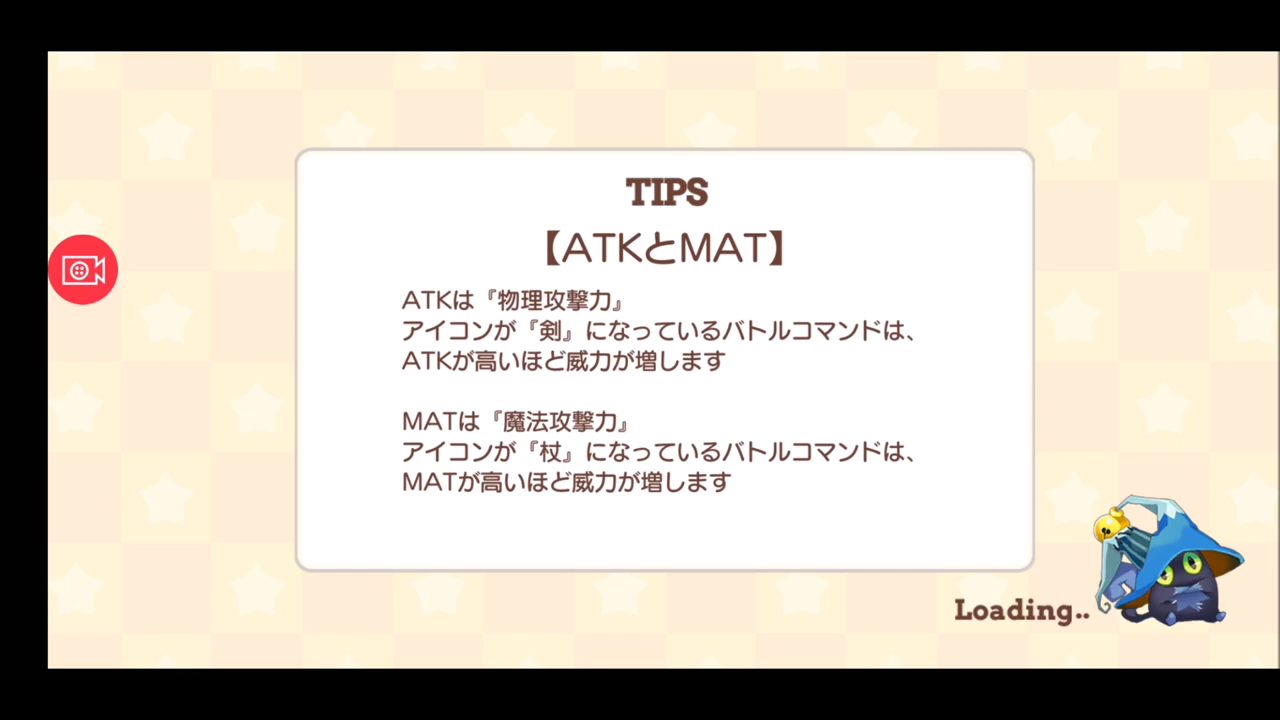 TIPS
【ATKとMAT】
ATKは『物理攻撃力』
アイコンが『剣』になっているバトルコマンドは、
ATKが高いほど威力が増します
MATは『魔法攻撃力』
アイコンが『杖』になっているバトルコマンドは、
MATが高いほど威力が増します
Loading..